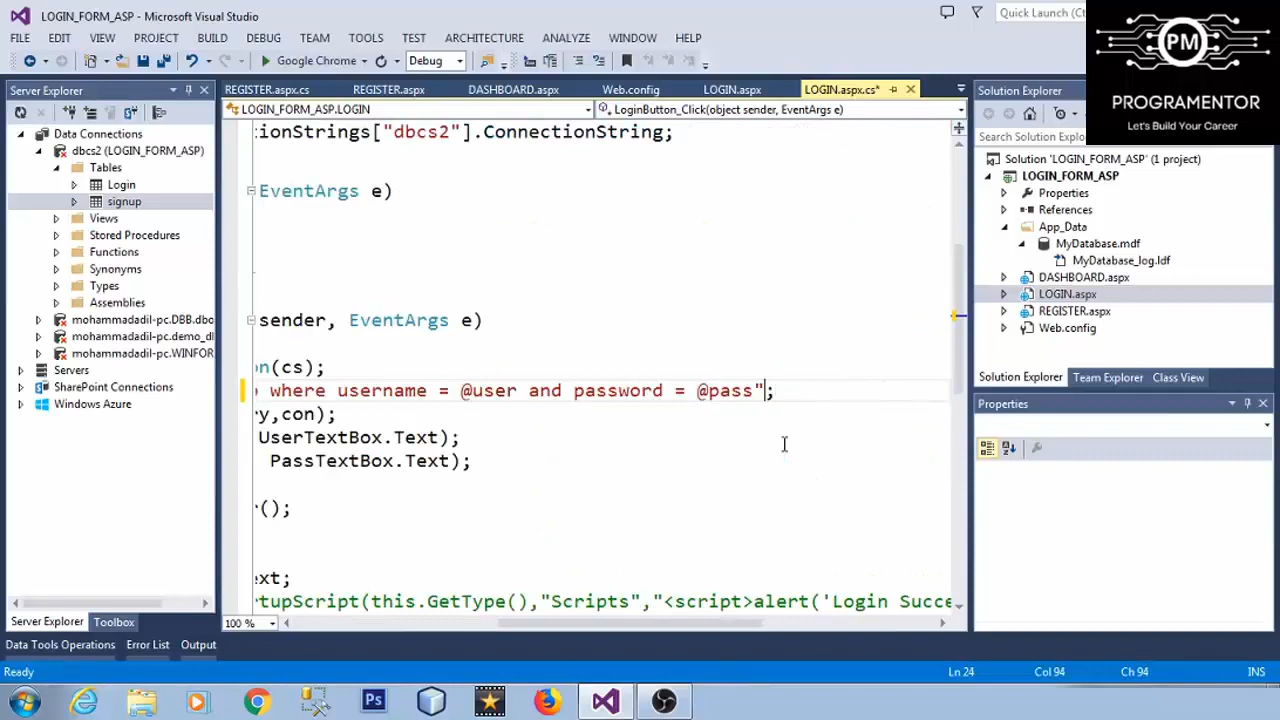 LOGIN_FORM_ASP - Microsoft Visual Studio
Quick Launch (Ct
FILE EDIT VIEW PROJECT BUILD DEBUG TEAM TOOLS TEST ARCHITECTURE ANALYZE WINDOW HELP
Google Chrome
Debug
PM
PROGRAMENTOR
Let's Build Your Career
Server Explorer
Data Connections
dbcs2 (LOGIN_FORM_ASP)
Tables
Login
signup
Views
Stored Procedures
Functions
Synonyms
Types
Assemblies
mohammadadil-pc.DBB.dbo
mohammadadil-pc.demo_d
mohammadadil-pc.WINFOR
Servers
SharePoint Connections
Windows Azure
Server Explorer
Toolbox
REGISTER.aspx.cs REGISTER.aspx DASHBOARD.aspx Web.config LOGIN.aspx LOGIN.aspx.cs*
LOGIN_FORM_ASP.LOGIN
LoginButton_Click(object sender, EventArgs e)
:ionStrings["dbcs2"].ConnectionString;
EventArgs e)
sender, EventArgs e)
on(cs);
where username = @user and password = @pass";
y,con);
UserTextBox.Text);
PassTextBox.Text);
r();
ext;
tupScript(this.GetType(),"Scripts","<script>alert('Login Succe
100 %
Solution Explorer
Search Solution Explo
Solution 'LOGIN_FORM_ASP' (1 project)
LOGIN_FORM_ASP
Properties
References
App_Data
MyDatabase.mdf
MyDatabase_log.ldf
DASHBOARD.aspx
LOGIN.aspx
REGISTER.aspx
Web.config
Solution Explorer Team Explorer Class View
Properties
Data Tools Operations Error List Output
Ready
Ln 24
Col 94
Ch 94
INS
Ps